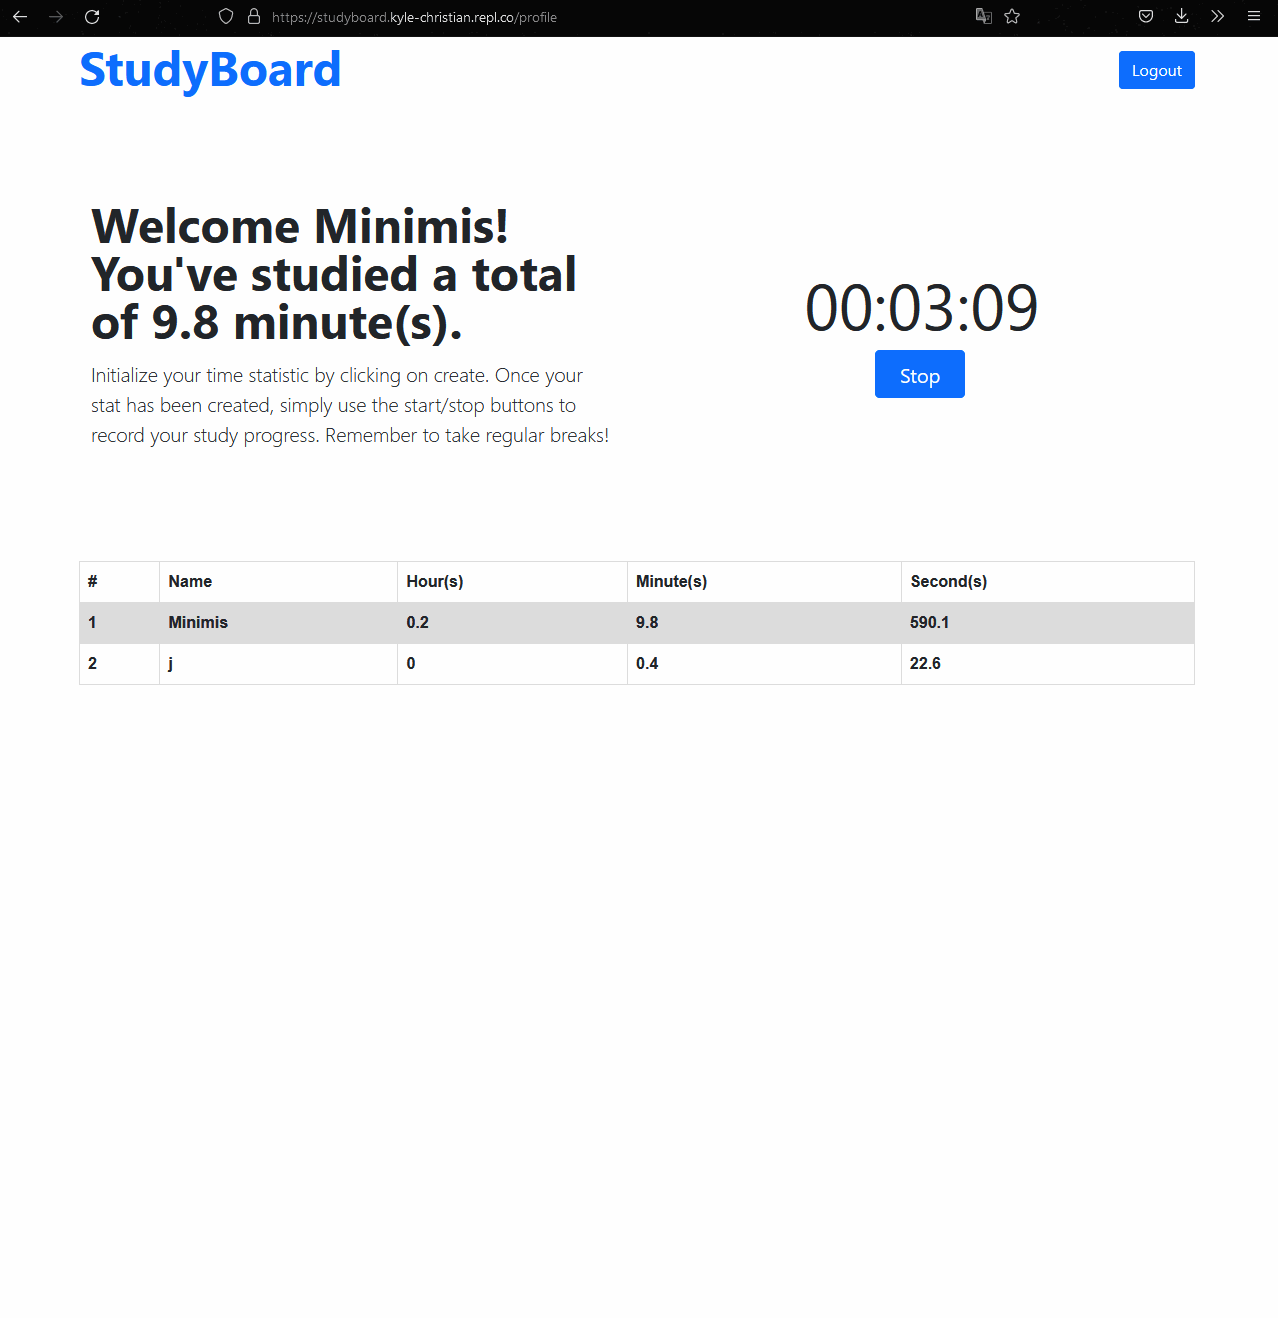 https://studyboard.kyle-christian.repl.co/profile
StudyBoard
Logout
Welcome Minimis!
You've studied a total
of 9.8 minute(s).
Initialize your time statistic by clicking on create. Once your
stat has been created, simply use the start/stop buttons to
record your study progress. Remember to take regular breaks!
00:03:09
Stop
# Name Hour(s) Minute(s) Second(s)
1 Minimis 0.2 9.8 590.1
2 j 0 0.4 22.6